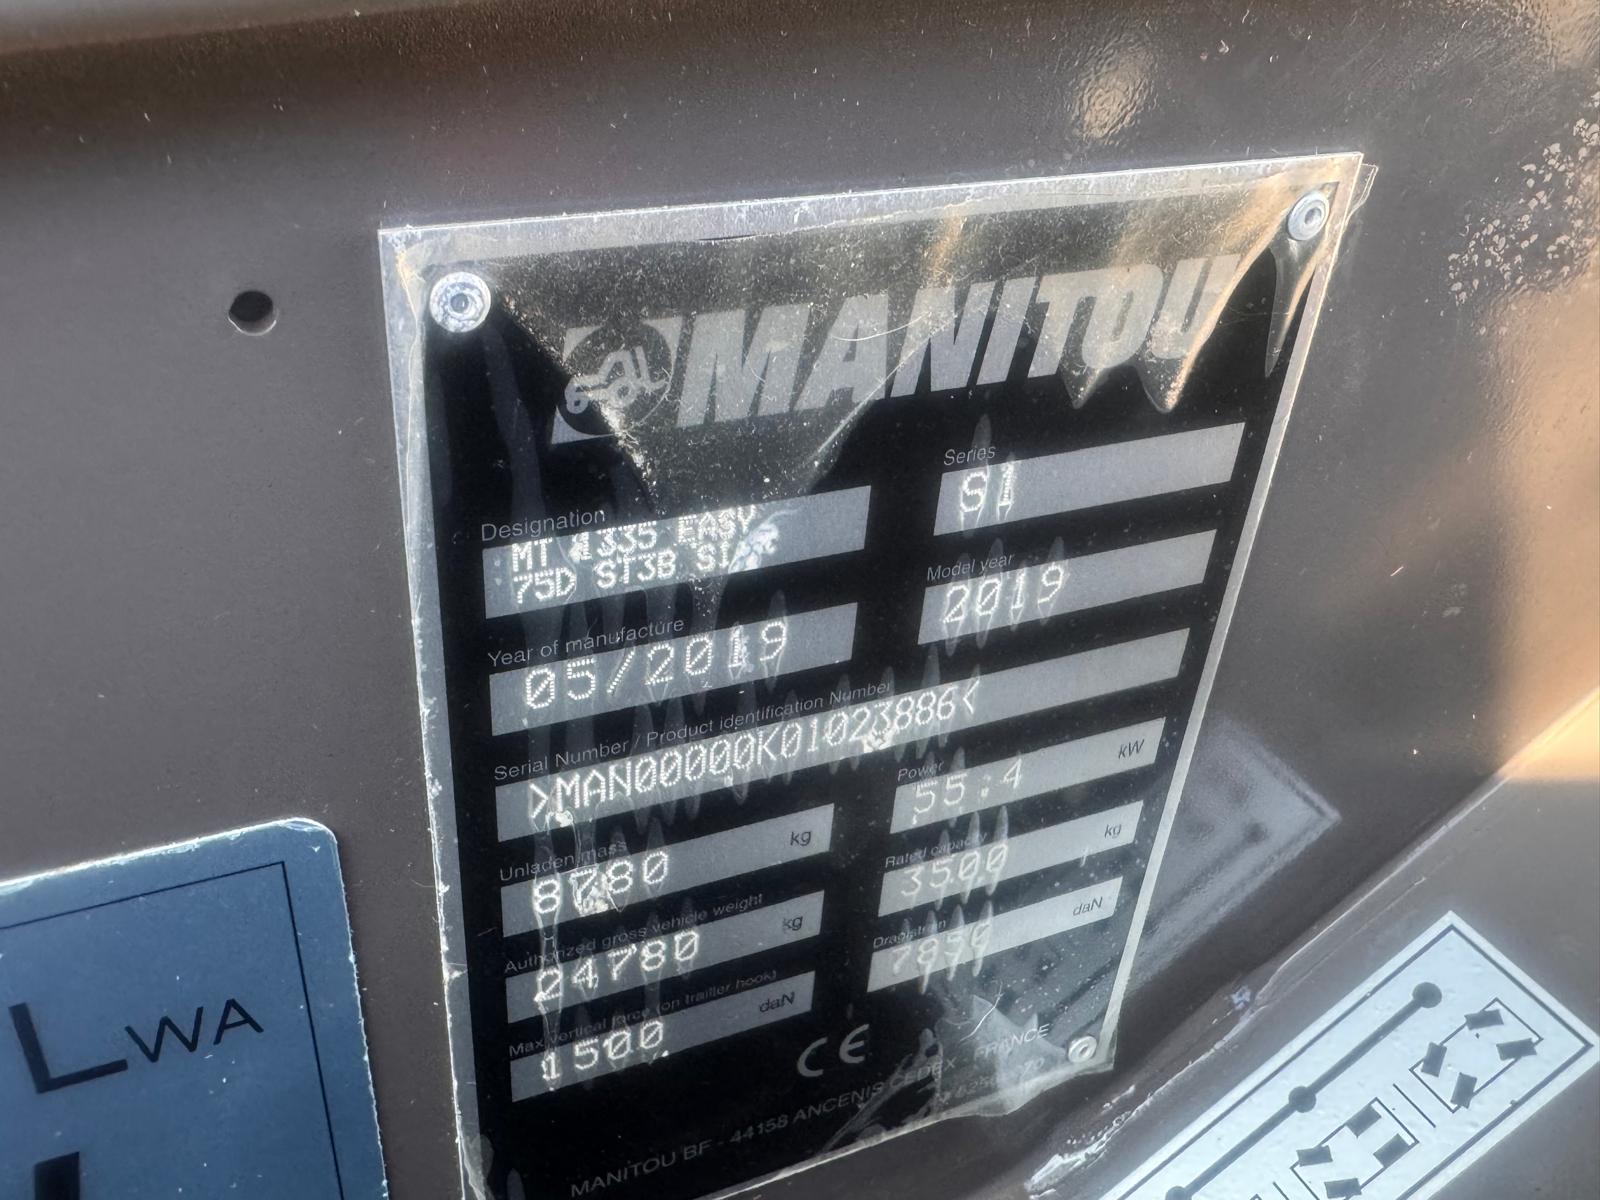 MANITOU
Designation
MT 1335 EASY
75D ST3B S1
Series
S1
Year of manufacture
05/2019
Model year
2019
Serial Number / Product identification Number
>MAN00000K01023886<
Power
55.4 kW
Unladen mass
8780 kg
Rated capacity
3500 kg
Authorized gross vehicle weight
24780 kg
Dragstrain
daN
Max vertical force (on trailler hook)
1500 daN
CE
MANITOU BF - 44158 ANCENIS CEDEX - FRANCE
LWA